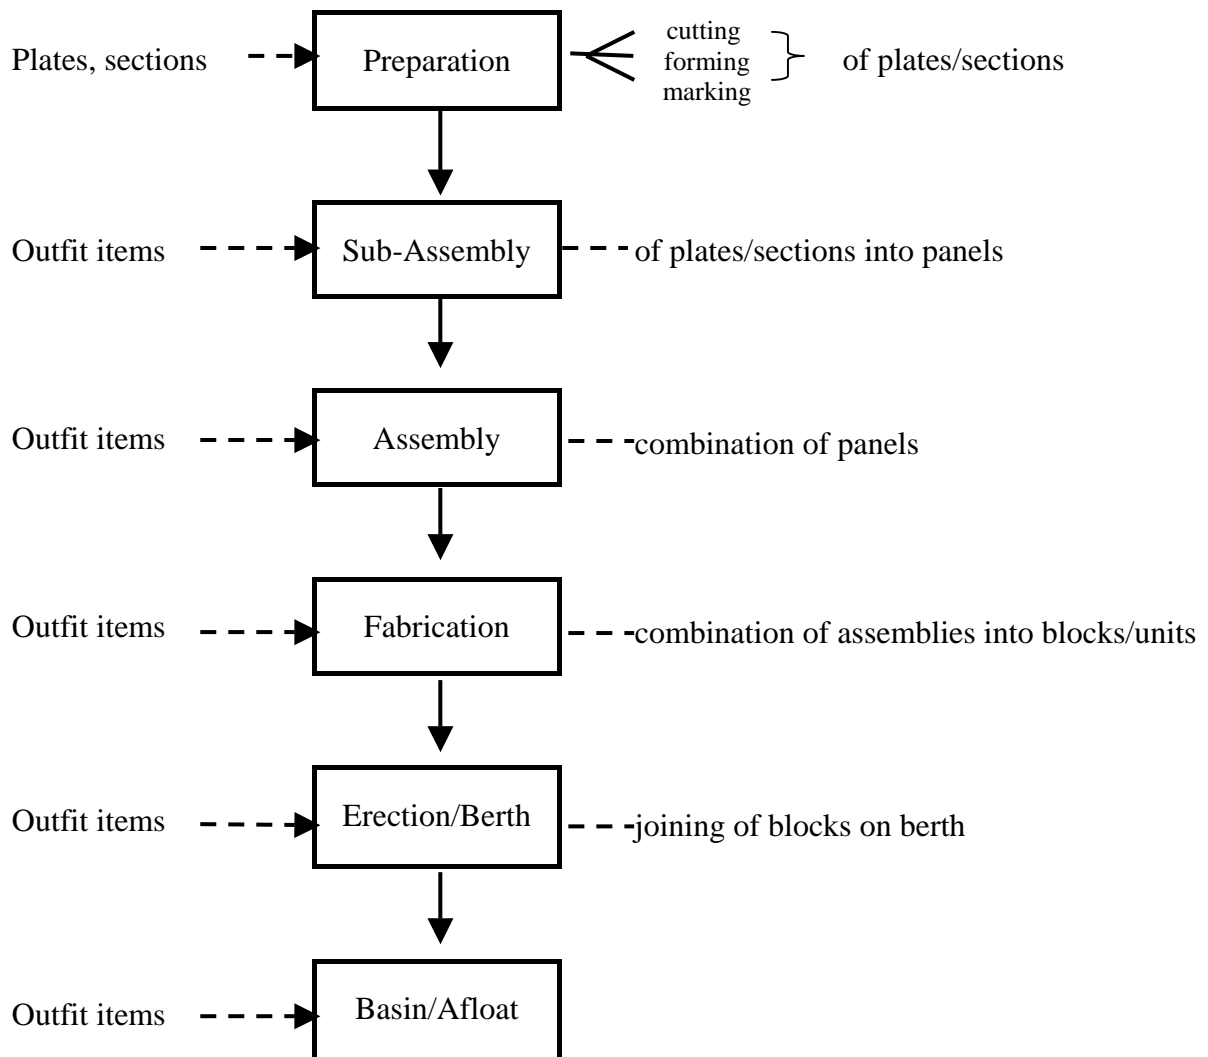 Plates, sections
Preparation
cutting
forming
marking
of plates/sections
Outfit items
Sub-Assembly
of plates/sections into panels
Outfit items
Assembly
combination of panels
Outfit items
Fabrication
combination of assemblies into blocks/units
Outfit items
Erection/Berth
joining of blocks on berth
Outfit items
Basin/Afloat